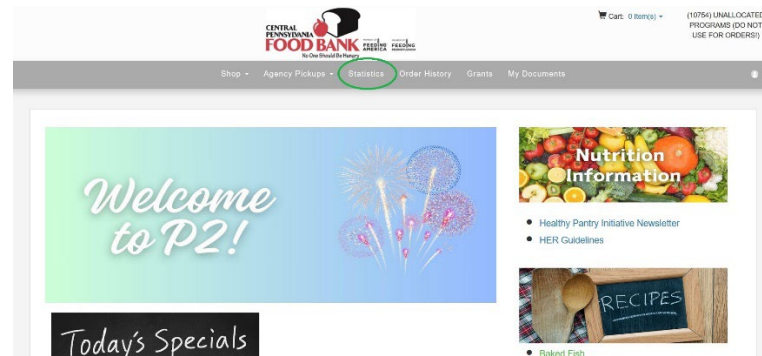 CENTRAL
PENNSYLVANIA
FOOD BANK
No One Should Be Hungry
FEEDING
AMERICA
FEEDING
PENNSYLVANIA
Cart: 0 Item(s)
(10754) UNALLOCATED
PROGRAMS (DO NOT
USE FOR ORDERS!)
Shop Agency Pickups Statistics Order History Grants My Documents
Welcome
to P2!
Nutrition
Information
Healthy Pantry Initiative Newsletter
HER Guidelines
RECIPES
Today's Specials
Baked Fish